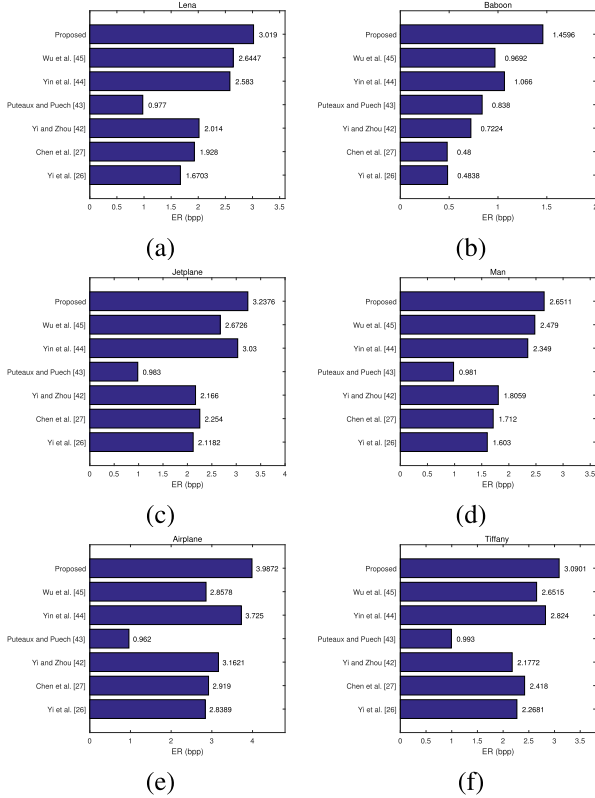 Lena
Proposed 3.019
Wu et al. [45] 2.6447
Yin et al. [44] 2.583
Puteaux and Puech [43] 0.977
Yi and Zhou [42] 2.014
Chen et al. [27] 1.928
Yi et al. [26] 1.6703
0 0.5 1 1.5 2 2.5 3 3.5
ER (bpp)
(a)
Baboon
Proposed 1.4596
Wu et al. [45] 0.9692
Yin et al. [44] 1.066
Puteaux and Puech [43] 0.838
Yi and Zhou [42] 0.7224
Chen et al. [27] 0.48
Yi et al. [26] 0.4838
0 0.5 1 1.5 2
ER (bpp)
(b)
Jetplane
Proposed 3.2376
Wu et al. [45] 2.6726
Yin et al. [44] 3.03
Puteaux and Puech [43] 0.983
Yi and Zhou [42] 2.166
Chen et al. [27] 2.254
Yi et al. [26] 2.1182
0 0.5 1 1.5 2 2.5 3 3.5 4
ER (bpp)
(c)
Man
Proposed 2.6511
Wu et al. [45] 2.479
Yin et al. [44] 2.349
Puteaux and Puech [43] 0.981
Yi and Zhou [42] 1.8059
Chen et al. [27] 1.712
Yi et al. [26] 1.603
0 0.5 1 1.5 2 2.5 3 3.5
ER (bpp)
(d)
Airplane
Proposed 3.9872
Wu et al. [45] 2.8578
Yin et al. [44] 3.725
Puteaux and Puech [43] 0.962
Yi and Zhou [42] 3.1621
Chen et al. [27] 2.919
Yi et al. [26] 2.8389
0 1 2 3 4
ER (bpp)
(e)
Tiffany
Proposed 3.0901
Wu et al. [45] 2.6515
Yin et al. [44] 2.824
Puteaux and Puech [43] 0.993
Yi and Zhou [42] 2.1772
Chen et al. [27] 2.418
Yi et al. [26] 2.2681
0 0.5 1 1.5 2 2.5 3 3.5
ER (bpp)
(f)